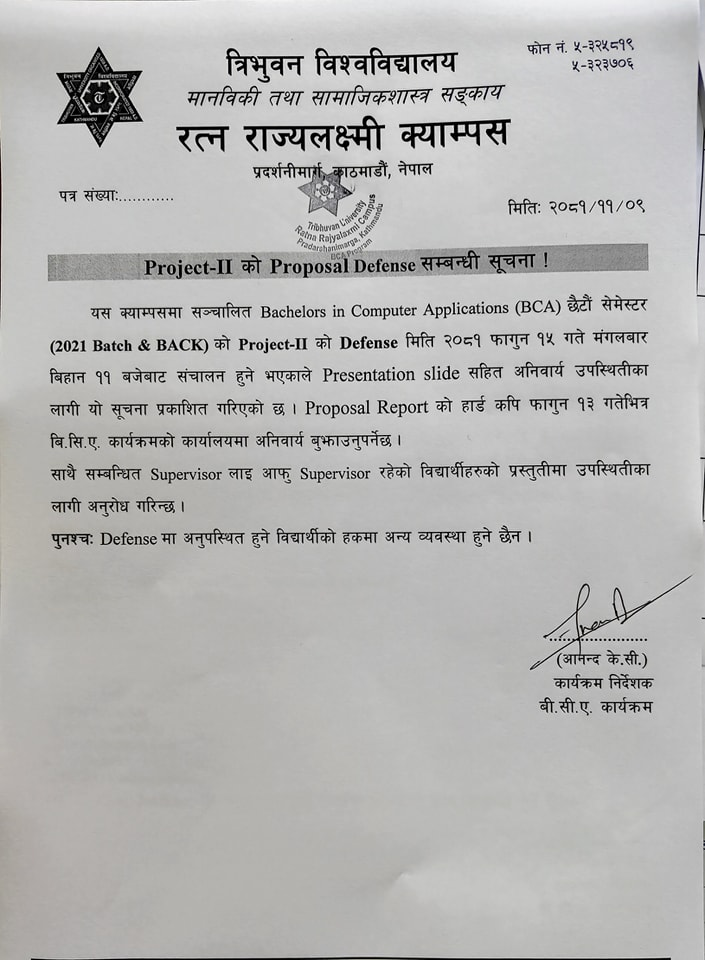 त्रिभुवन विश्वविद्यालय
फोन नं. ५-३२५८१९
५-३२३७०६
मानविकी तथा सामाजिकशास्त्र सङ्काय
रत्न राज्यलक्ष्मी क्याम्पस
प्रदर्शनीमार्ग, काठमाडौं, नेपाल
पत्र संख्याः............
मितिः २०८१/११/०९
Tribhuvan University
Ratna Rajyalaxmi Campus
Pradarshanimarga, Kathmandu
BCA Program
Project-II को Proposal Defense सम्बन्धी सूचना !
यस क्याम्पसमा सञ्चालित Bachelors in Computer Applications (BCA) छैटौं सेमेस्टर
(2021 Batch & BACK) को Project-II को Defense मिति २०८१ फागुन १५ गते मंगलबार
बिहान ११ बजेबाट संचालन हुने भएकाले Presentation slide सहित अनिवार्य उपस्थितीका
लागी यो सूचना प्रकाशित गरिएको छ । Proposal Report को हार्ड कपि फागुन १३ गतेभित्र
बि.सि.ए. कार्यक्रमको कार्यालयमा अनिवार्य बुझाउनुपर्नेछ ।
साथै सम्बन्धित Supervisor लाइ आफु Supervisor रहेको विद्यार्थीहरुको प्रस्तुतीमा उपस्थितीका
लागी अनुरोध गरिन्छ ।
पुनश्चः Defense मा अनुपस्थित हुने विद्यार्थीको हकमा अन्य व्यवस्था हुने छैन ।
(आनन्द के.सी.)
कार्यक्रम निर्देशक
बी.सी.ए. कार्यक्रम